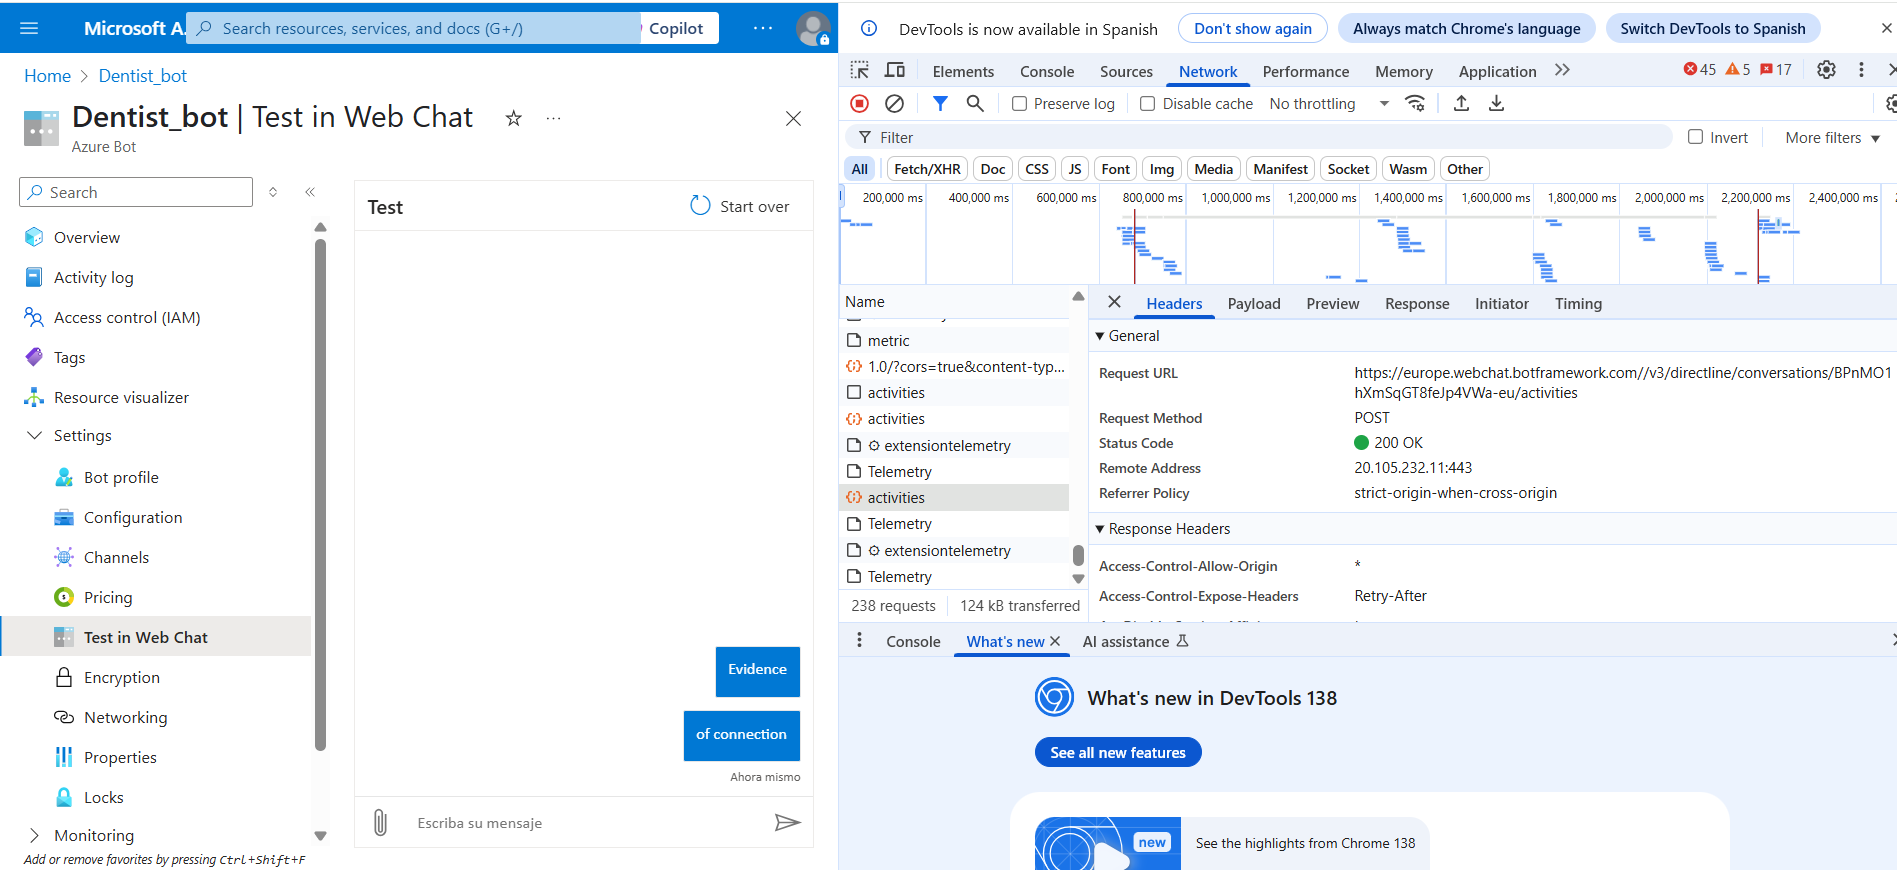 Microsoft A.
Search resources, services, and docs (G+/)
Copilot
Home > Dentist_bot
Dentist_bot | Test in Web Chat
Azure Bot
Search
Overview
Activity log
Access control (IAM)
Tags
Resource visualizer
Settings
Bot profile
Configuration
Channels
Pricing
Test in Web Chat
Encryption
Networking
Properties
Locks
Monitoring
Add or remove favorites by pressing Ctrl+Shift+F
Test
Start over
Evidence
of connection
Ahora mismo
Escriba su mensaje
DevTools is now available in Spanish
Don't show again
Always match Chrome's language
Switch DevTools to Spanish
Elements Console Sources Network Performance Memory Application
45 5 17
Preserve log Disable cache No throttling
Filter
Invert More filters
All Fetch/XHR Doc CSS JS Font Img Media Manifest Socket Wasm Other
200,000 ms 400,000 ms 600,000 ms 800,000 ms 1,000,000 ms 1,200,000 ms 1,400,000 ms 1,600,000 ms 1,800,000 ms 2,000,000 ms 2,200,000 ms 2,400,000 ms
Name
metric
1.0/?cors=true&content-typ...
activities
activities
extensiontelemetry
Telemetry
activities
Telemetry
extensiontelemetry
Telemetry
238 requests 124 kB transferred
Headers Payload Preview Response Initiator Timing
General
Request URL
https://europe.webchat.botframework.com//v3/directline/conversations/BPnMO1
hXmSqGT8feJp4VWa-eu/activities
Request Method POST
Status Code 200 OK
Remote Address 20.105.232.11:443
Referrer Policy strict-origin-when-cross-origin
Response Headers
Access-Control-Allow-Origin *
Access-Control-Expose-Headers Retry-After
Console What's new AI assistance
What's new in DevTools 138
See all new features
new
See the highlights from Chrome 138